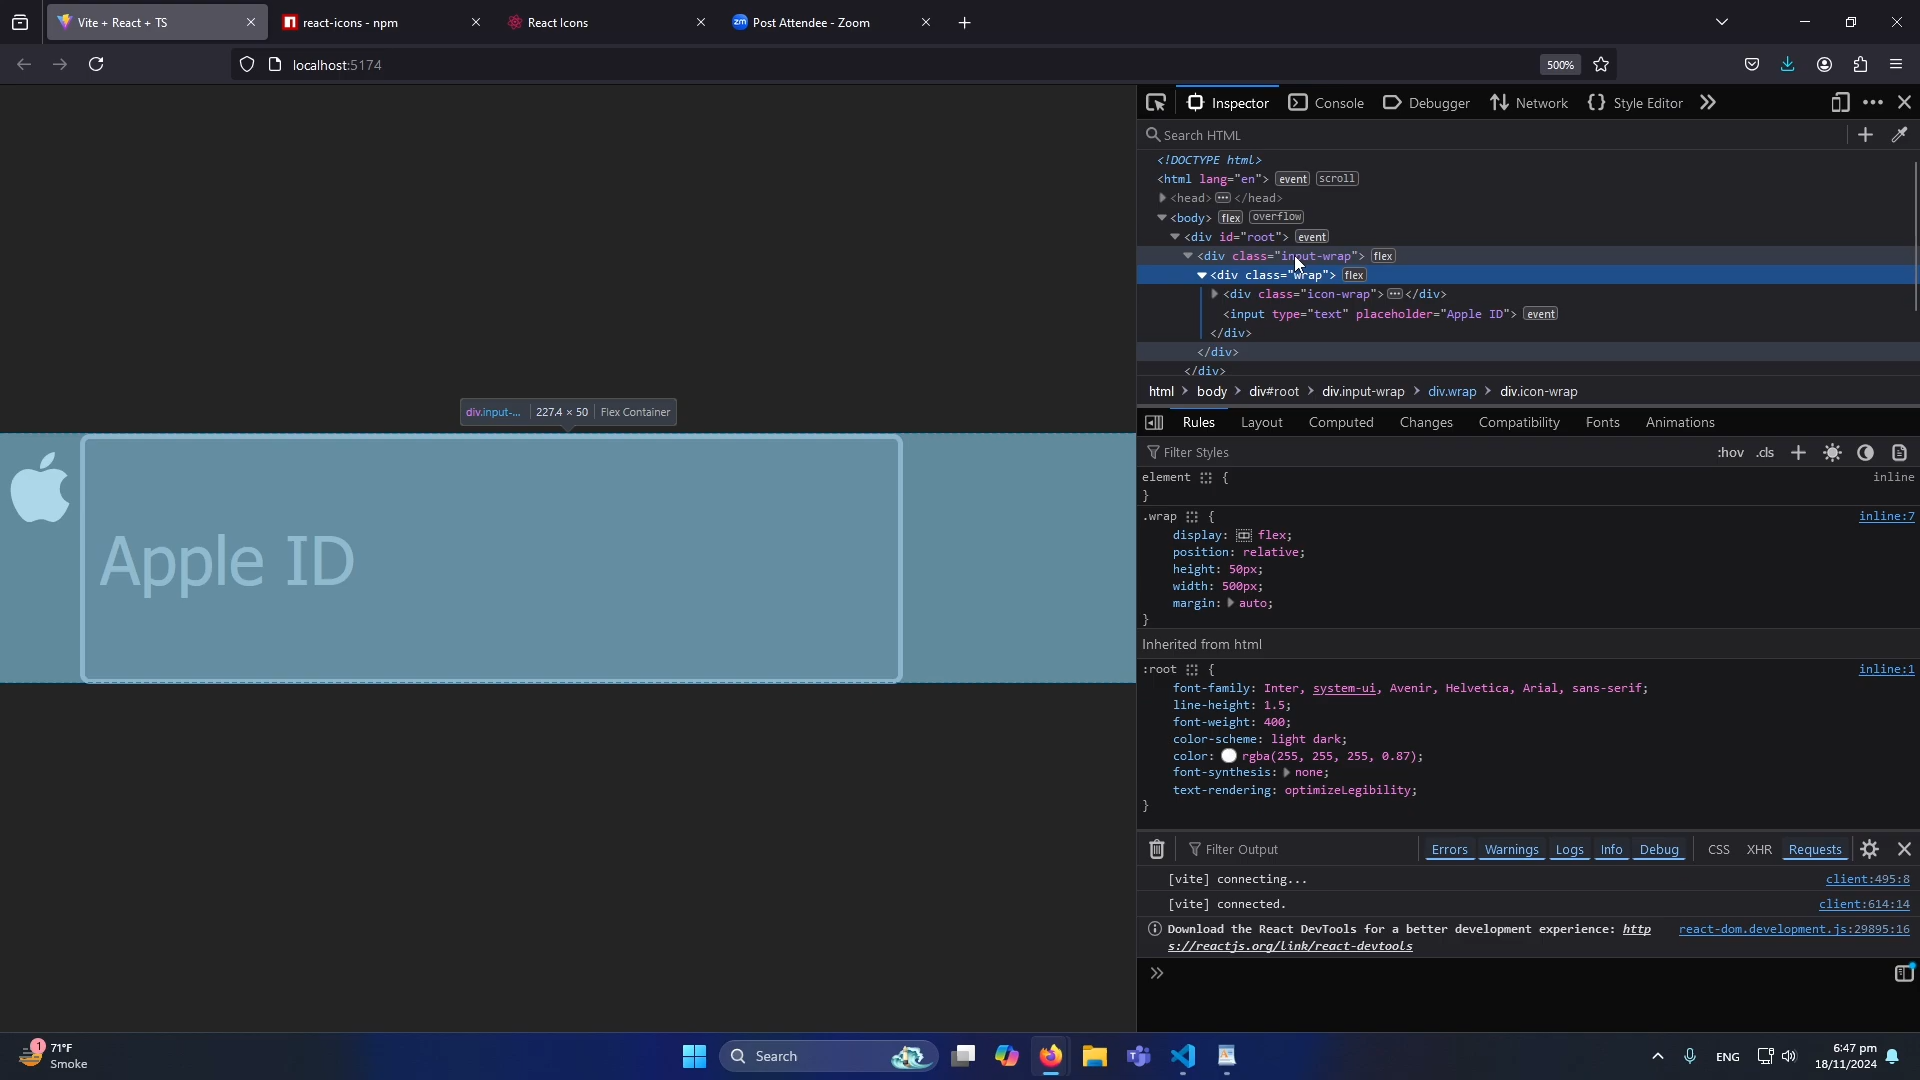 Vite + React + TS
react-icons - npm
React Icons
zm Post Attendee - Zoom
localhost:5174
500%
Inspector Console Debugger Network Style Editor
Search HTML
<!DOCTYPE html>
<html lang="en"> event scroll
<head> </head>
<body> flex overflow
<div id="root"> event
<div class="input-wrap"> flex
<div class="wrap"> flex
<div class="icon-wrap"> </div>
<input type="text" placeholder="Apple ID"> event
</div>
</div>
</div>
html body div#root div.input-wrap div.wrap div.icon-wrap
div.input-... 227.4 × 50 Flex Container
Apple ID
Rules Layout Computed Changes Compatibility Fonts Animations
Filter Styles :hov .cls
element { inline
}
.wrap { inline:7
display: flex;
position: relative;
height: 50px;
width: 500px;
margin: auto;
}
Inherited from html
:root { inline:1
font-family: Inter, system-ui, Avenir, Helvetica, Arial, sans-serif;
line-height: 1.5;
font-weight: 400;
color-scheme: light dark;
color: rgba(255, 255, 255, 0.87);
font-synthesis: none;
text-rendering: optimizeLegibility;
}
Filter Output Errors Warnings Logs Info Debug CSS XHR Requests
[vite] connecting... client:495:8
[vite] connected. client:614:14
Download the React DevTools for a better development experience: http react-dom.development.js:29895:16
s://reactjs.org/link/react-devtools
1 71°F
Smoke
Search
ENG
6:47 pm
18/11/2024